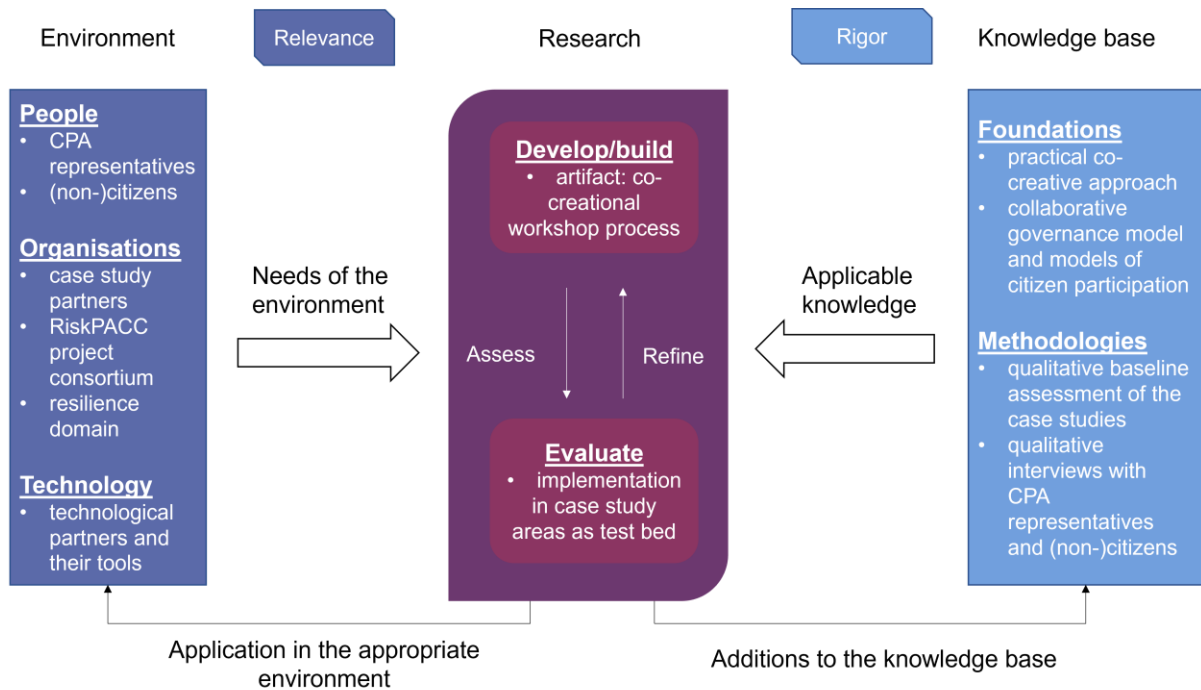 Environment
Relevance
Research
Rigor
Knowledge base
People
• CPA
representatives
• (non-)citizens
Organisations
• case study
partners
• RiskPACC
project
consortium
• resilience
domain
Technology
• technological
partners and
their tools
Needs of the
environment
Develop/build
• artifact: co-
creational
workshop process
Assess
Refine
Evaluate
• implementation
in case study
areas as test bed
Applicable
knowledge
Foundations
• practical co-
creative approach
• collaborative
governance model
and models of
citizen participation
Methodologies
• qualitative baseline
assessment of the
case studies
• qualitative
interviews with
CPA
representatives
and (non-)citizens
Application in the appropriate
environment
Additions to the knowledge base